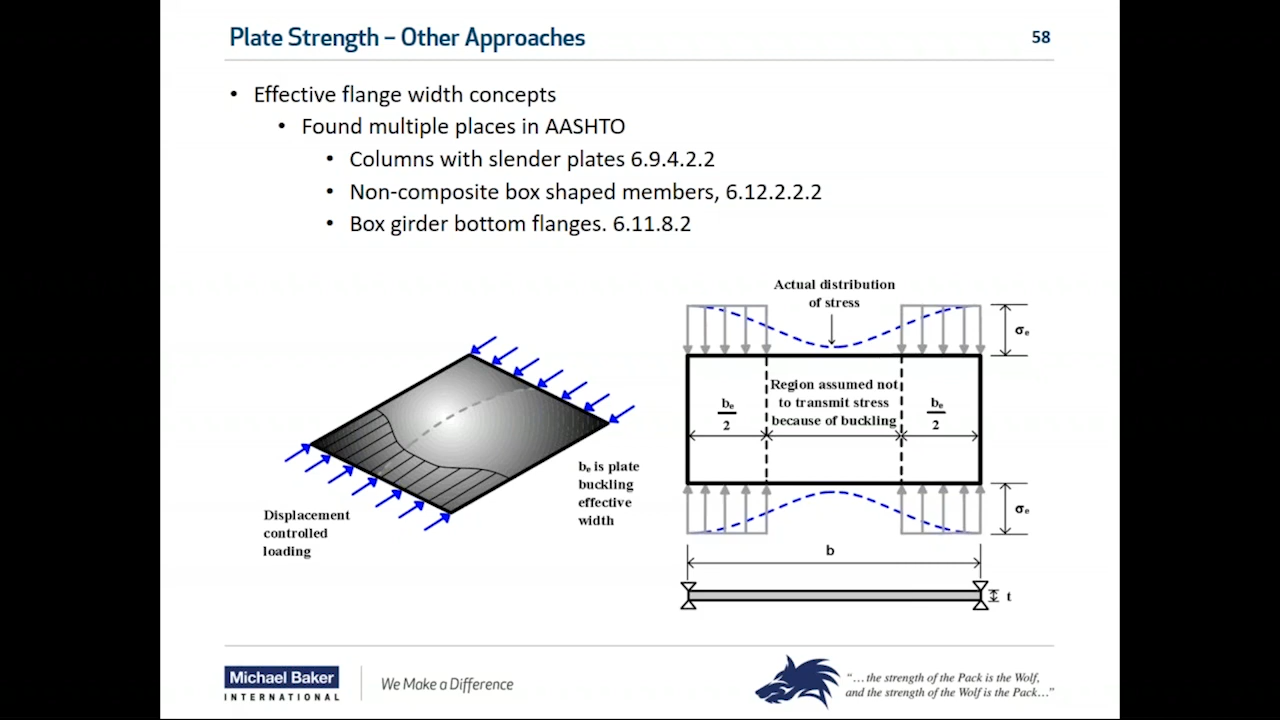 Plate Strength – Other Approaches
58
• Effective flange width concepts
• Found multiple places in AASHTO
• Columns with slender plates 6.9.4.2.2
• Non-composite box shaped members, 6.12.2.2.2
• Box girder bottom flanges. 6.11.8.2
Displacement
controlled
loading
bₑ is plate
buckling
effective
width
Actual distribution
of stress
σₑ
Region assumed not
to transmit stress
because of buckling
bₑ
2
bₑ
2
σₑ
b
t
Michael Baker
INTERNATIONAL
We Make a Difference
“…the strength of the Pack is the Wolf,
and the strength of the Wolf is the Pack…”